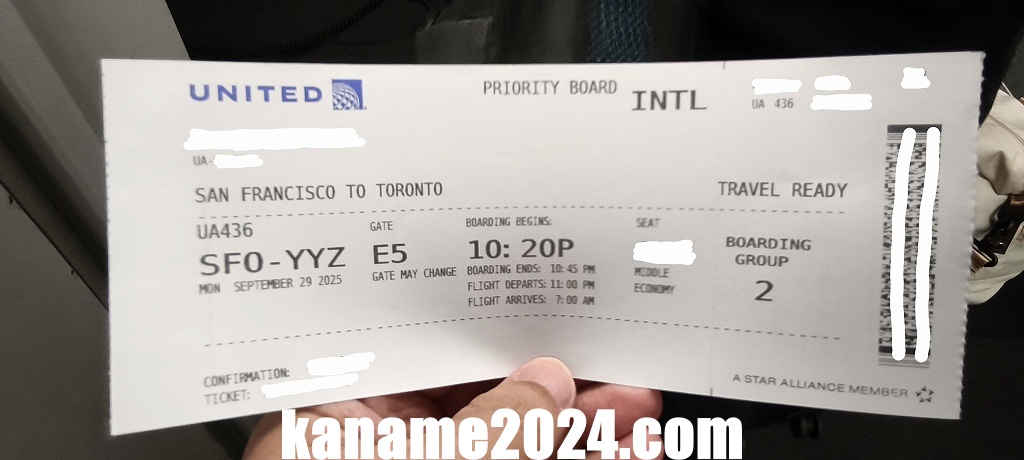 UNITED
PRIORITY BOARD
INTL
UA 436
UA-
SAN FRANCISCO TO TORONTO
TRAVEL READY
UA436
SFO-YYZ
MON SEPTEMBER 29 2025
GATE
E5
GATE MAY CHANGE
BOARDING BEGINS:
10:20P
BOARDING ENDS: 10:45 PM
FLIGHT DEPARTS: 11:00 PM
FLIGHT ARRIVES: 7:00 AM
SEAT
MIDDLE
ECONOMY
BOARDING
GROUP
2
CONFIRMATION:
TICKET:
A STAR ALLIANCE MEMBER
kaname2024.com